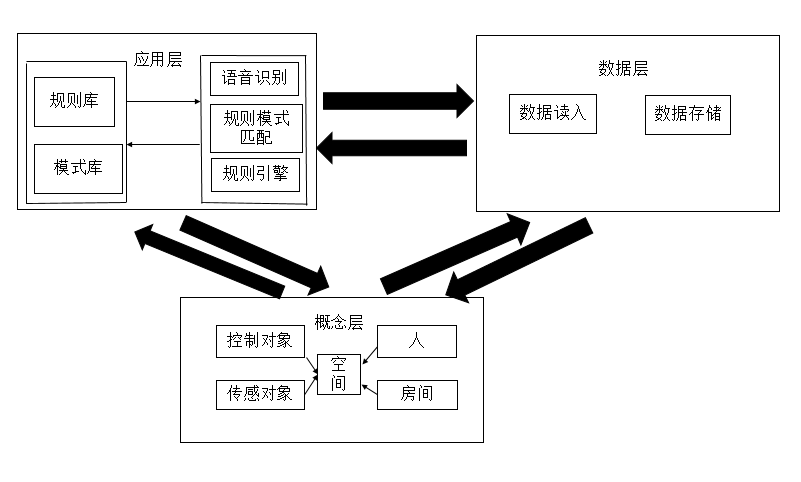 应用层
规则库
模式库
语音识别
规则模式
匹配
规则引擎
数据层
数据读入
数据存储
概念层
控制对象
传感对象
空
间
人
房间